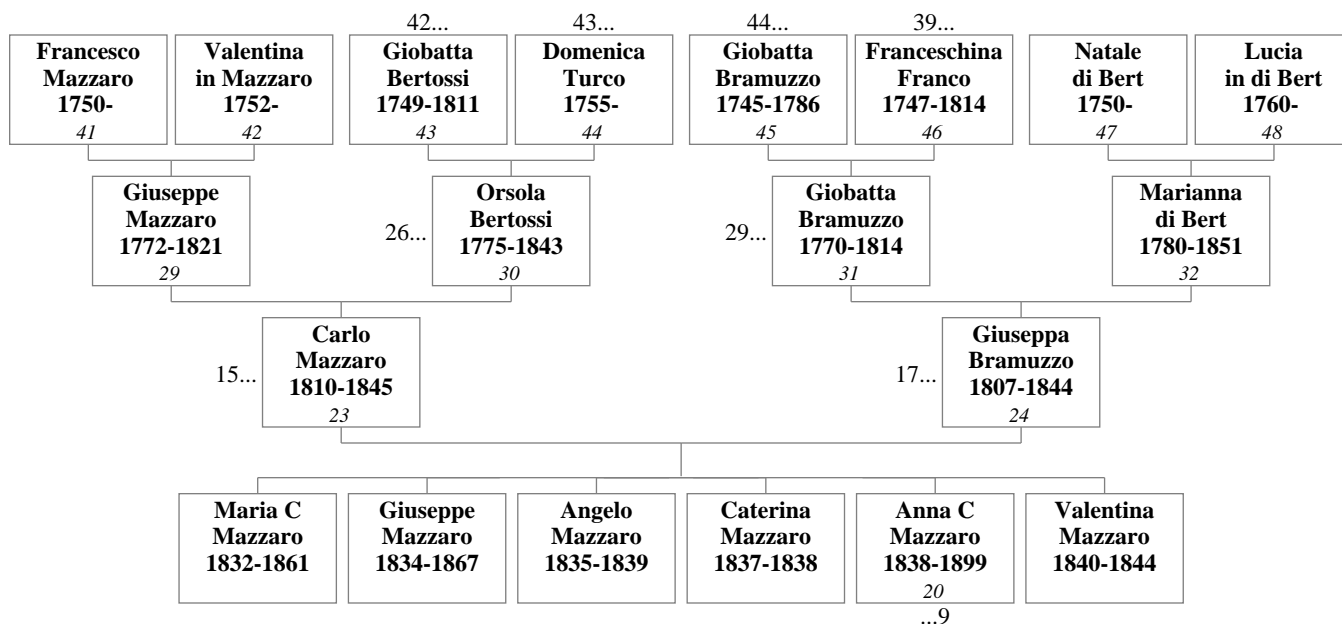 42...
43...
44...
39...
Francesco
Mazzaro
1750-
41
Valentina
in Mazzaro
1752-
42
Giobatta
Bertossi
1749-1811
43
Domenica
Turco
1755-
44
Giobatta
Bramuzzo
1745-1786
45
Franceschina
Franco
1747-1814
46
Natale
di Bert
1750-
47
Lucia
in di Bert
1760-
48
Giuseppe
Mazzaro
1772-1821
29
26...
Orsola
Bertossi
1775-1843
30
29...
Giobatta
Bramuzzo
1770-1814
31
Marianna
di Bert
1780-1851
32
15...
Carlo
Mazzaro
1810-1845
23
17...
Giuseppa
Bramuzzo
1807-1844
24
Maria C
Mazzaro
1832-1861
Giuseppe
Mazzaro
1834-1867
Angelo
Mazzaro
1835-1839
Caterina
Mazzaro
1837-1838
Anna C
Mazzaro
1838-1899
20
...9
Valentina
Mazzaro
1840-1844